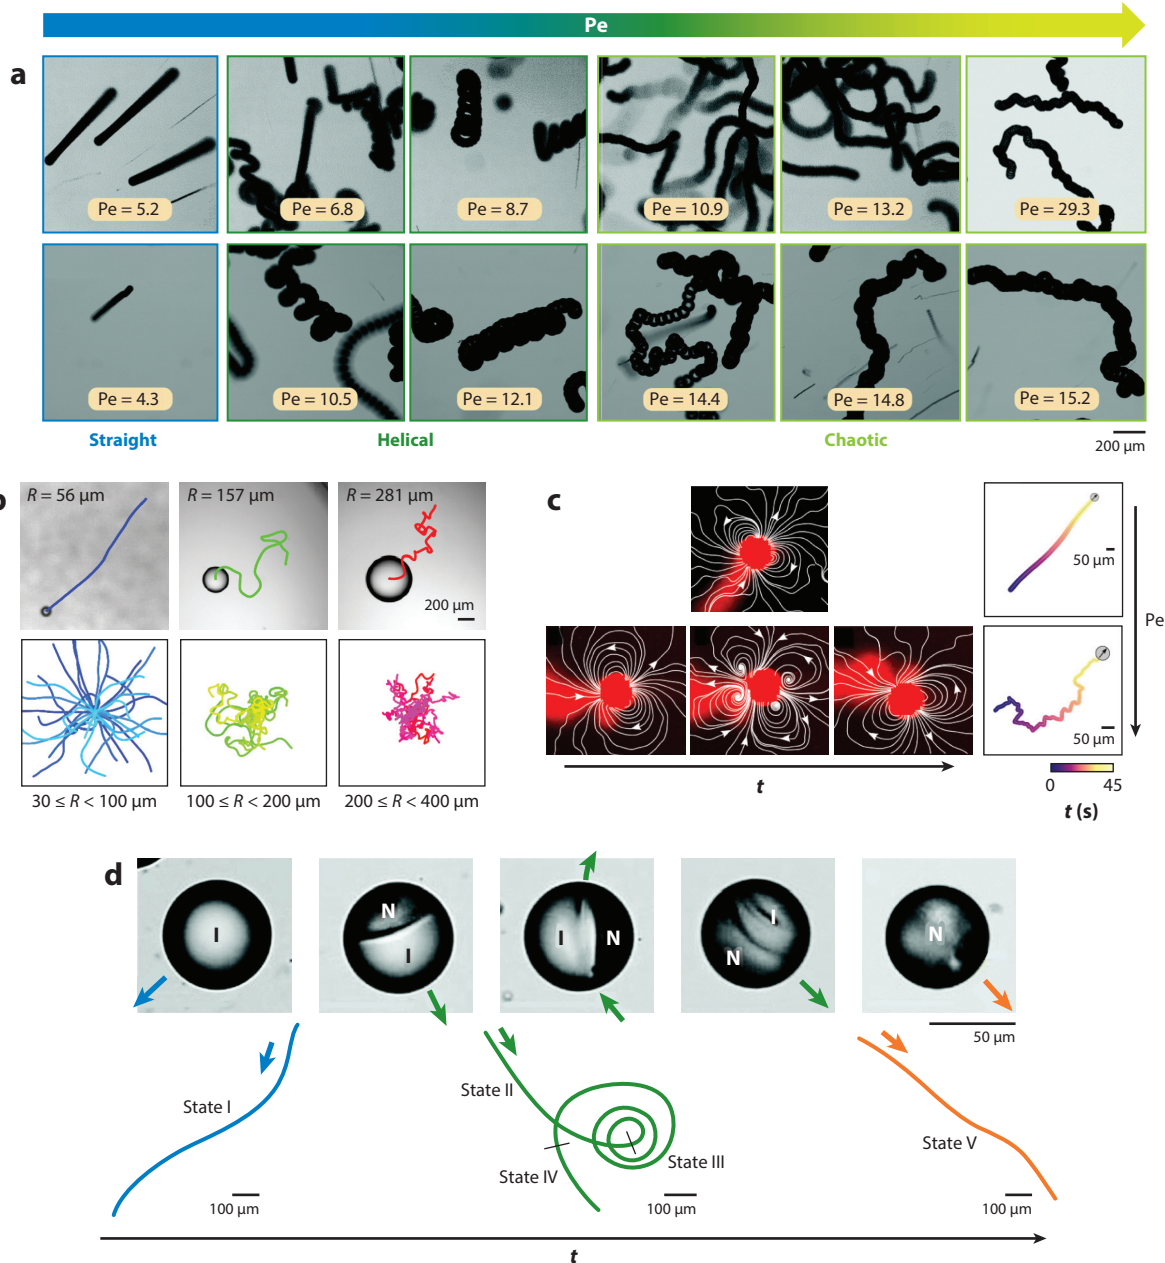 Pe
a
Pe = 5.2
Pe = 6.8
Pe = 8.7
Pe = 10.9
Pe = 13.2
Pe = 29.3
Pe = 4.3
Pe = 10.5
Pe = 12.1
Pe = 14.4
Pe = 14.8
Pe = 15.2
Straight
Helical
Chaotic
200 μm
R = 56 μm
R = 157 μm
R = 281 μm
200 μm
30 ≤ R < 100 μm
100 ≤ R < 200 μm
200 ≤ R < 400 μm
c
50 μm
Pe
50 μm
t
0
45
t (s)
d
I
N
I
I
N
I
N
N
50 μm
State I
State II
State III
State IV
State V
100 μm
100 μm
100 μm
t